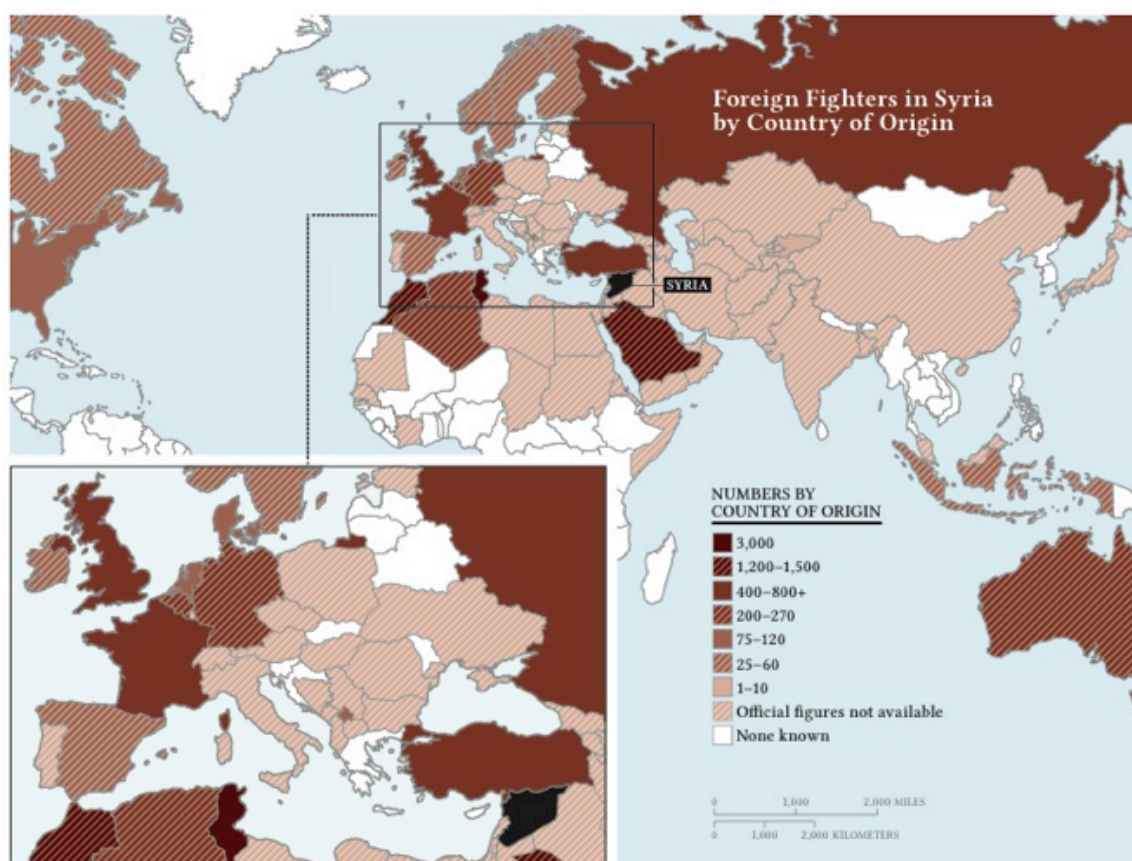 Foreign Fighters in Syria
by Country of Origin
SYRIA
NUMBERS BY
COUNTRY OF ORIGIN
3,000
1,200–1,500
400–800+
200–270
75–120
25–60
1–10
Official figures not available
None known
0 1,000 2,000 MILES
0 1,000 2,000 KILOMETERS